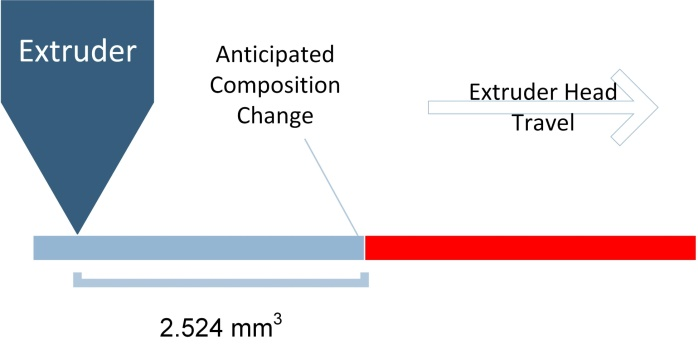 Extruder
Anticipated
Composition
Change
Extruder Head
Travel
2.524 mm³